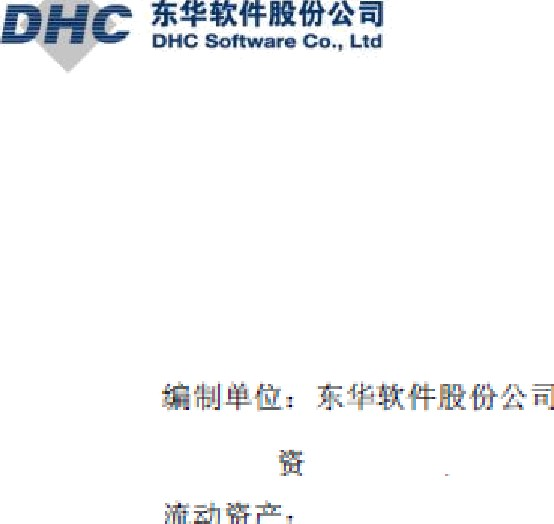 DHC 东华软件股份公司
DHC Software Co., Ltd
编制单位：东华软件股份公司
资
流动资产：